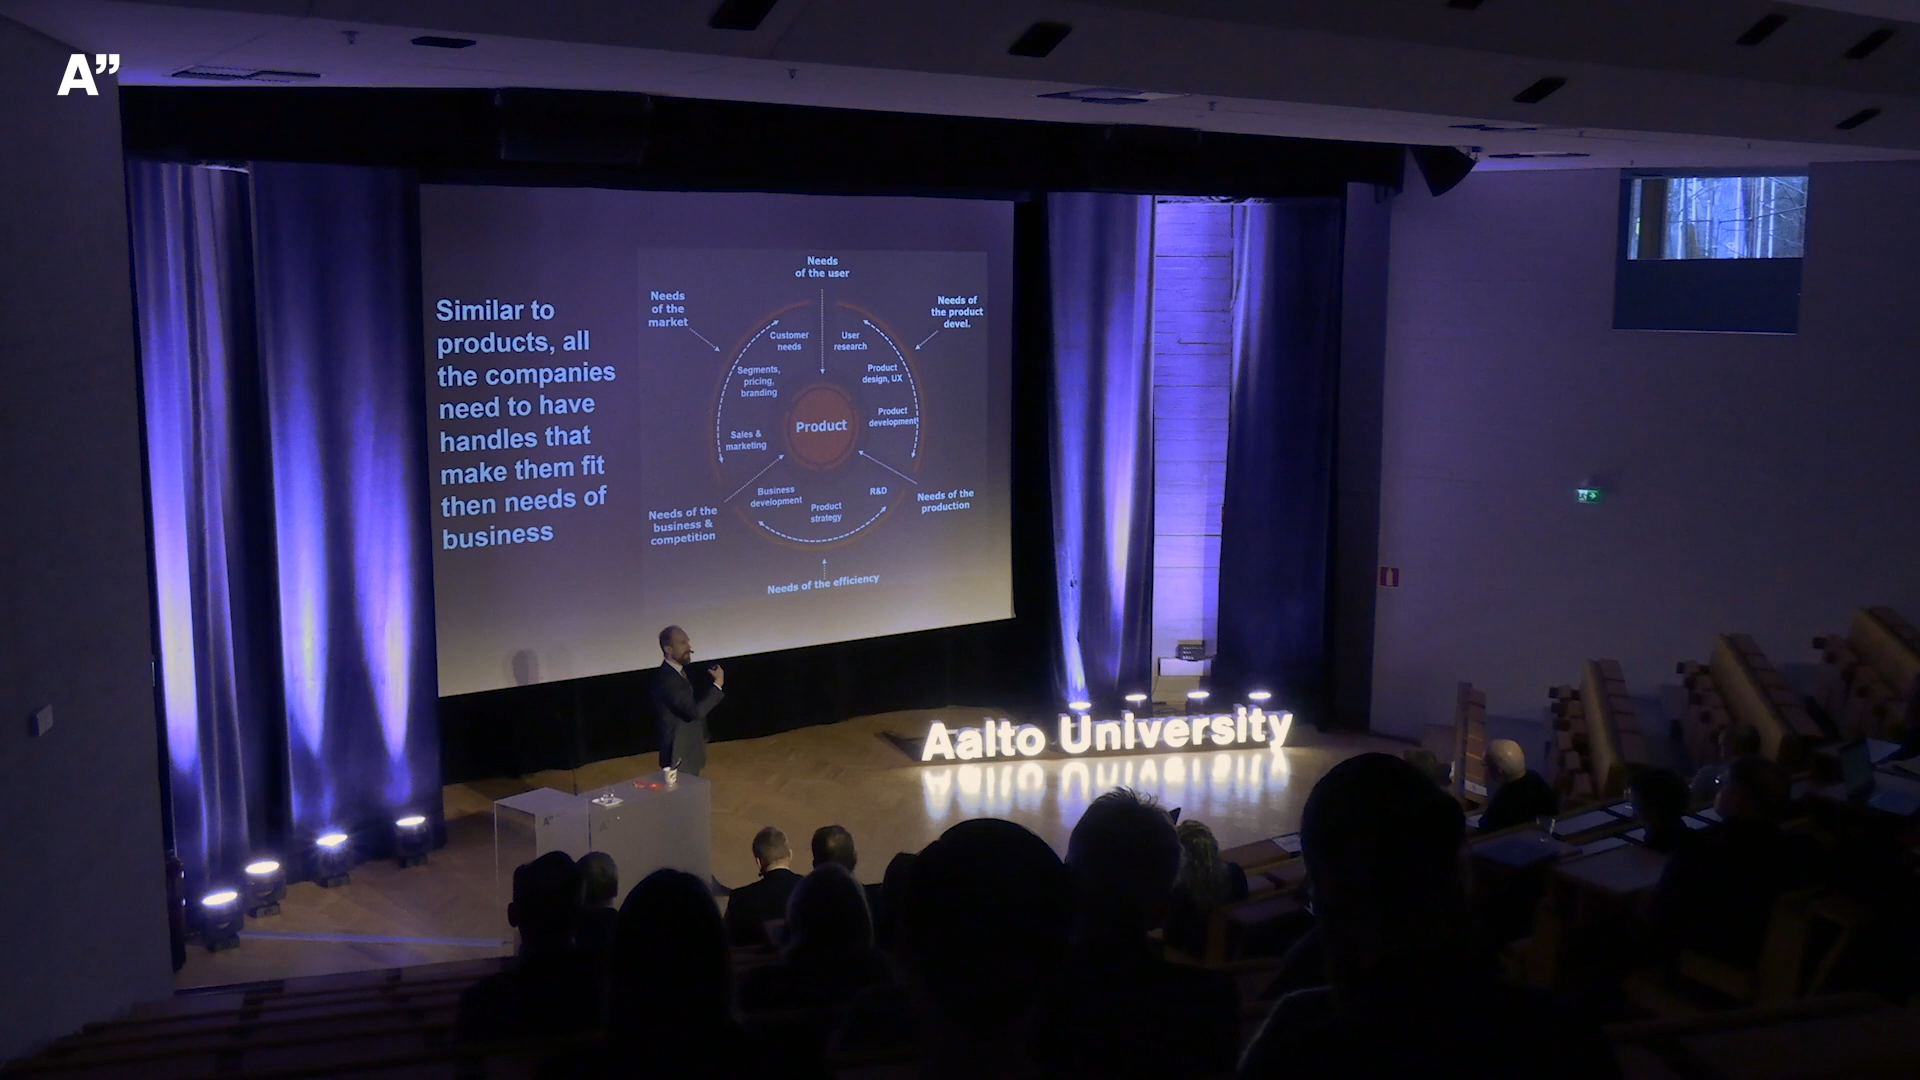 A”
Similar to
products, all
the companies
need to have
handles that
make them fit
then needs of
business
Needs
of the user
Needs
of the
market
Needs of
the product
devel.
Customer
needs
User
research
Segments,
pricing,
branding
Product
design, UX
Product
development
Sales &
marketing
Product
Business
development
Product
strategy
R&D
Needs of the
business &
competition
Needs of the
production
Needs of the efficiency
Aalto University